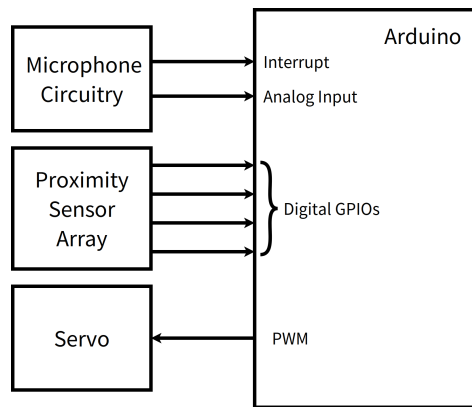 Arduino
Microphone
Circuitry
Interrupt
Analog Input
Proximity
Sensor
Array
Digital GPIOs
Servo
PWM